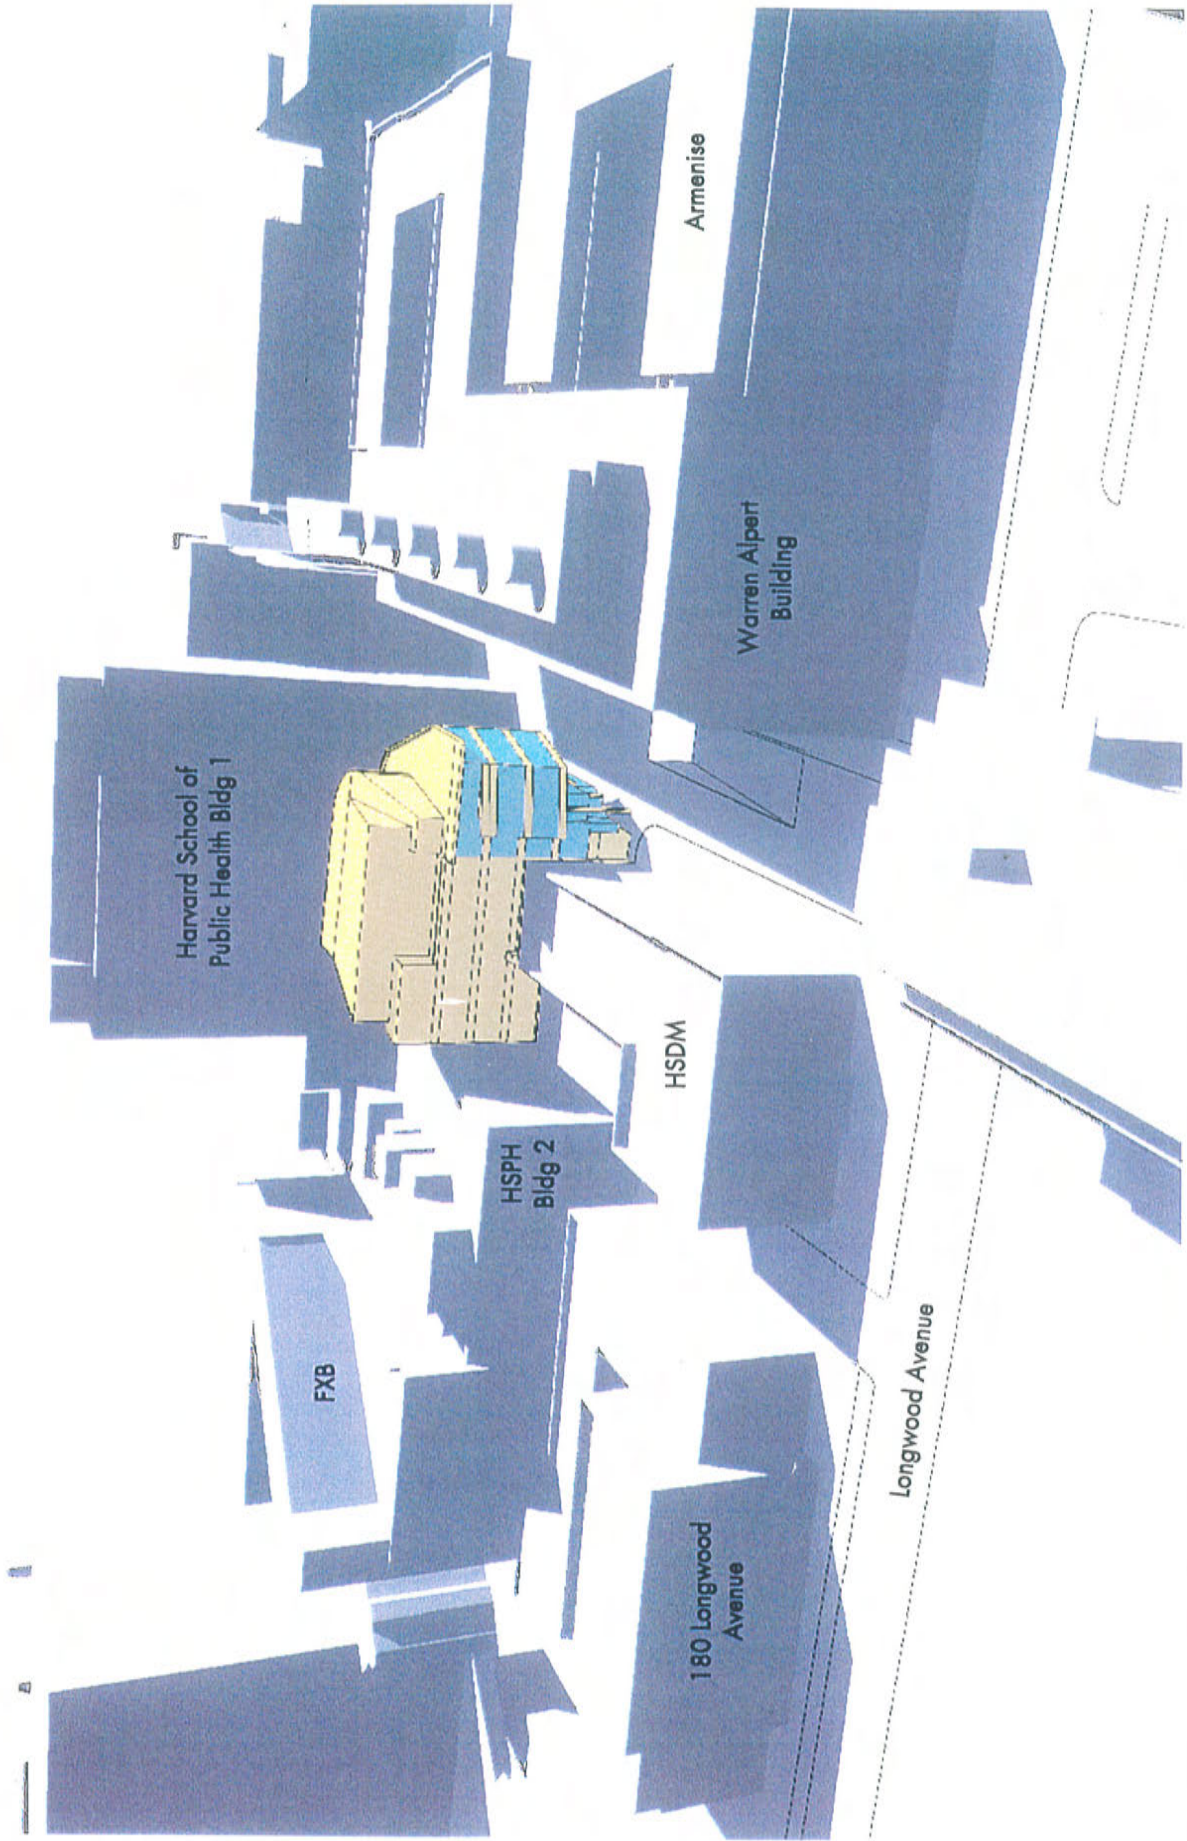 Harvard School of
Public Health Bldg 1
FXB
HSPH
Bldg 2
HSDM
Armenise
Warren Alpert
Building
180 Longwood
Avenue
Longwood Avenue